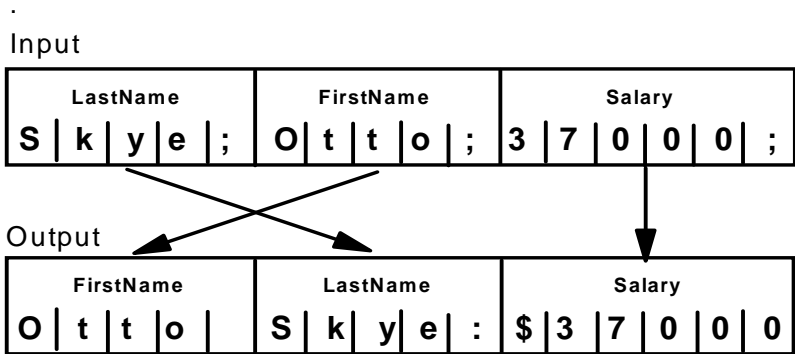 .
Input
LastName FirstName Salary
S | k | y | e | ; O | t | t | o | ; 3 | 7 | 0 | 0 | 0 | ;
Output
FirstName LastName Salary
O | t | t | o | S | k | y | e | : $ | 3 | 7 | 0 | 0 | 0